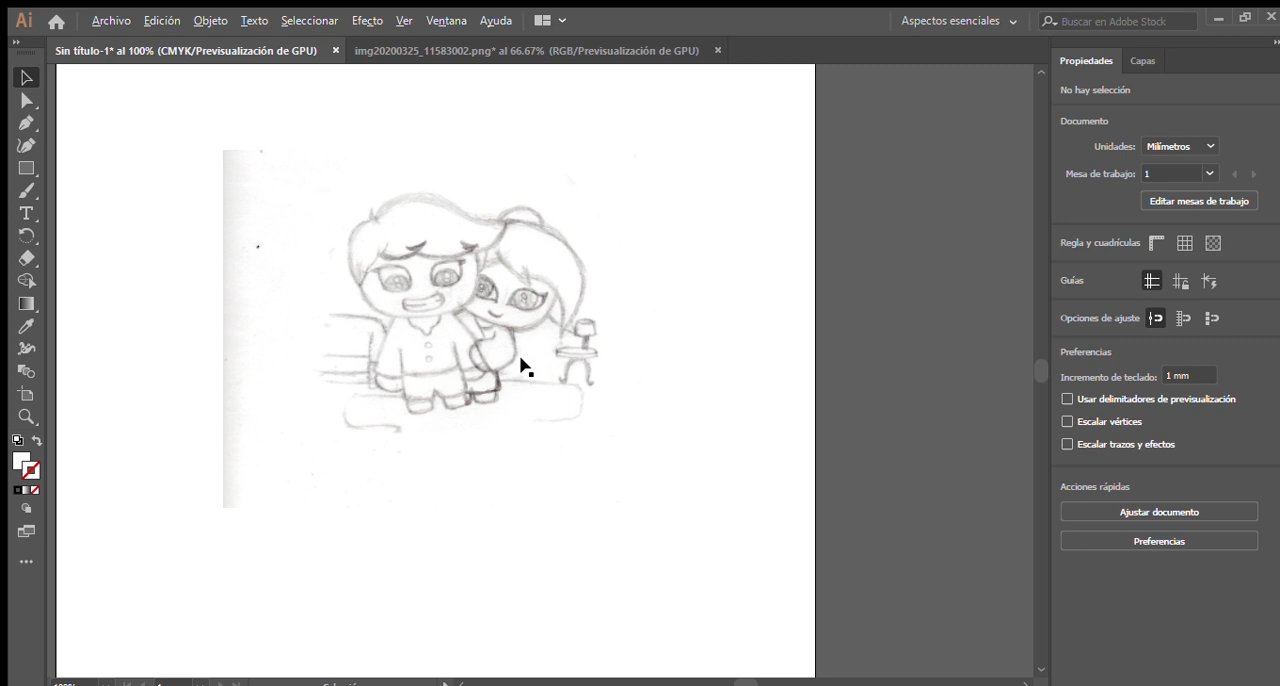 Ai Archivo Edición Objeto Texto Seleccionar Efecto Ver Ventana Ayuda Aspectos esenciales Buscar en Adobe Stock
Sin título-1* al 100% (CMYK/Previsualización de GPU) × img20200325_11583002.png* al 66.67% (RGB/Previsualización de GPU) ×
Propiedades Capas
No hay selección
Documento
Unidades: Milímetros
Mesa de trabajo: 1
Editar mesas de trabajo
Regla y cuadrículas
Guías
Opciones de ajuste
Preferencias
Incremento de teclado: 1 mm
Usar delimitadores de previsualización
Escalar vértices
Escalar trazos y efectos
Acciones rápidas
Ajustar documento
Preferencias